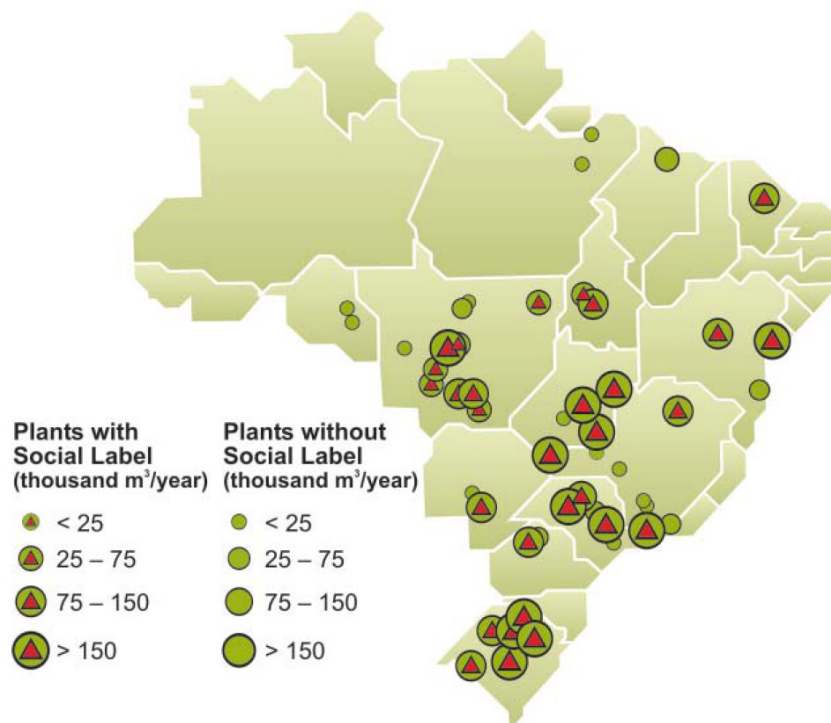 Plants with
Social Label
(thousand m³/year)
< 25
25 – 75
75 – 150
> 150
Plants without
Social Label
(thousand m³/year)
< 25
25 – 75
75 – 150
> 150